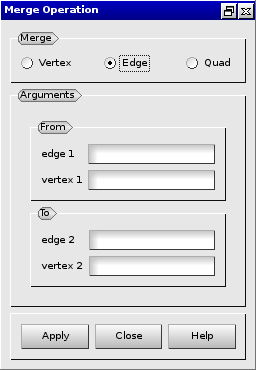 Merge Operation
Merge
Vertex Edge Quad
Arguments
From
edge 1
vertex 1
To
edge 2
vertex 2
Apply Close Help